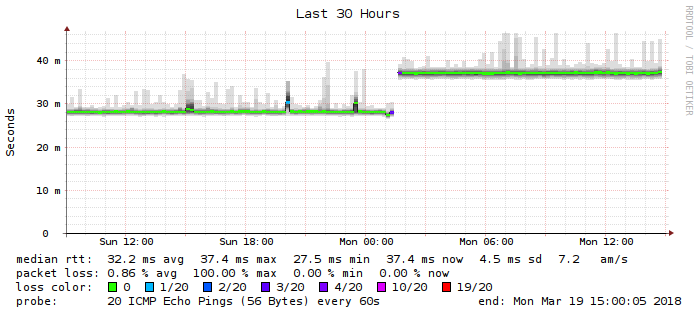 Last 30 Hours
RRDTOOL / TOBI OETIKER
Seconds
40 m
30 m
20 m
10 m
0
Sun 12:00 Sun 18:00 Mon 00:00 Mon 06:00 Mon 12:00
median rtt: 32.2 ms avg 37.4 ms max 27.5 ms min 37.4 ms now 4.5 ms sd 7.2 am/s
packet loss: 0.86 % avg 100.00 % max 0.00 % min 0.00 % now
loss color: 0 1/20 2/20 3/20 4/20 10/20 19/20
probe: 20 ICMP Echo Pings (56 Bytes) every 60s end: Mon Mar 19 15:00:05 2018